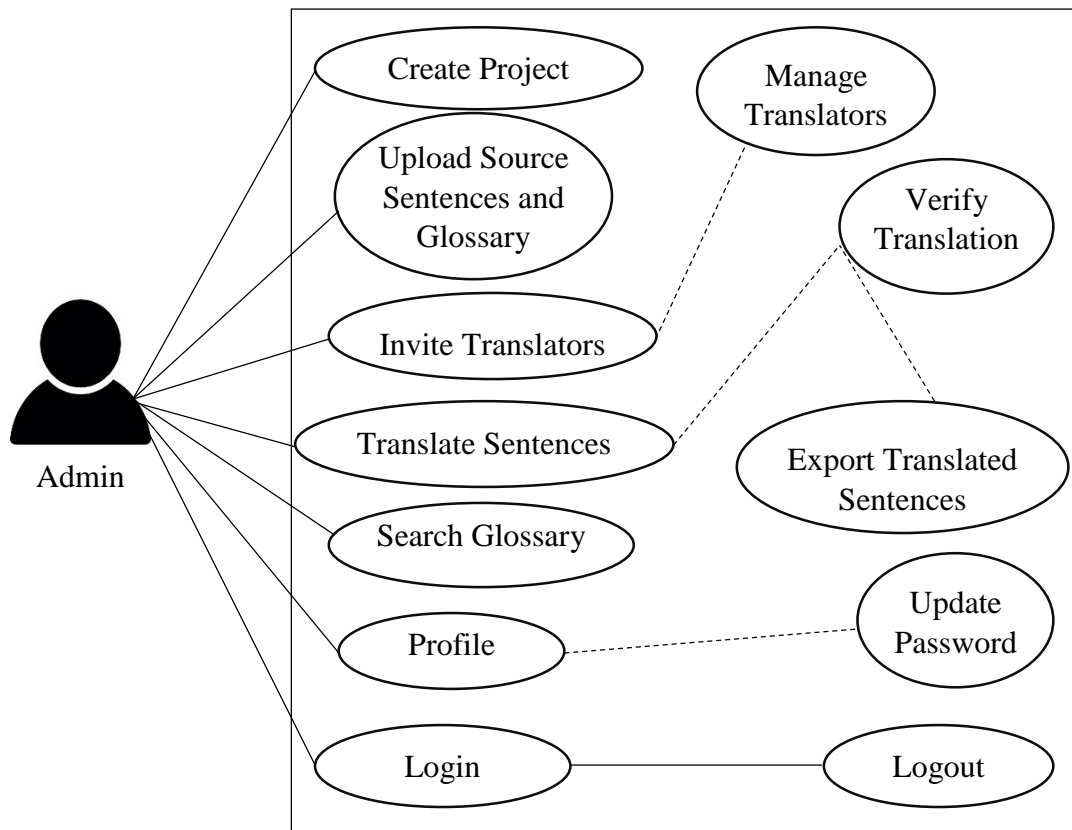 Create Project
Manage
Translators
Upload Source
Sentences and
Glossary
Verify
Translation
Invite Translators
Translate Sentences
Export Translated
Sentences
Admin
Search Glossary
Update
Password
Profile
Login
Logout